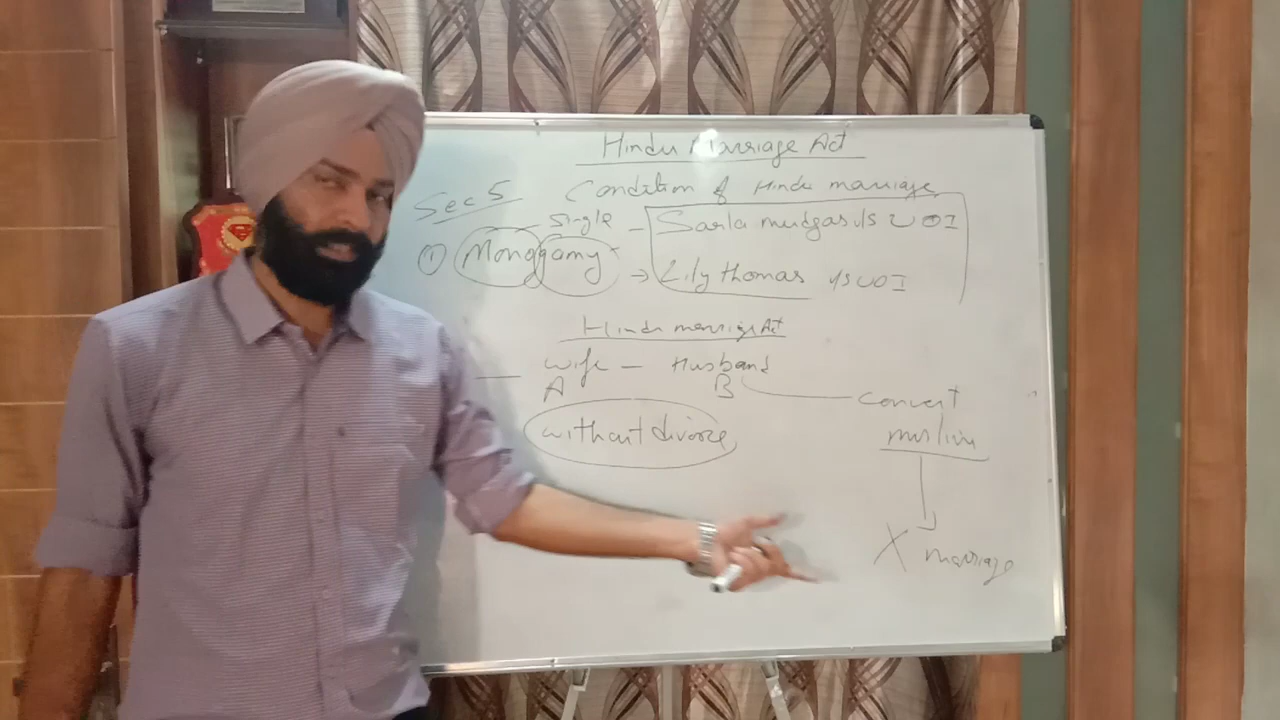 Hindu Marriage Act
Sec 5 Condition of Hindu marriage
single - Sarla mudgas v/s UOI
① Monogamy → Lily thomas v/s UOI
Hindu marriage Act
— wife — Husband
A B convert
without divorce muslim
X marriage